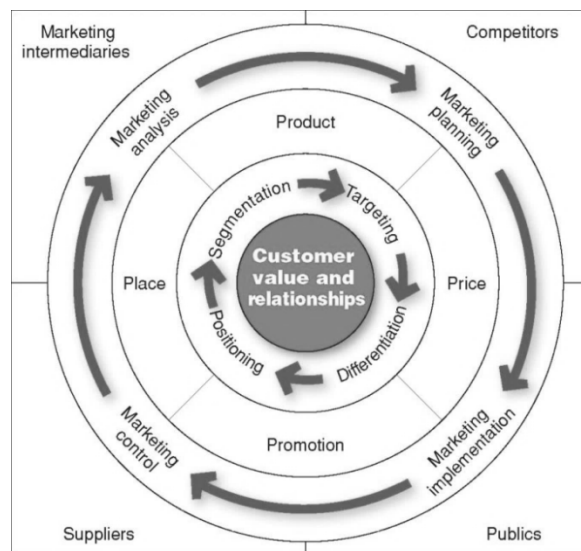 Marketing
intermediaries
Competitors
Marketing
analysis
Marketing
planning
Product
Segmentation
Targeting
Customer
value and
relationships
Place
Price
Positioning
Differentiation
Promotion
Marketing
control
Marketing
implementation
Suppliers
Publics